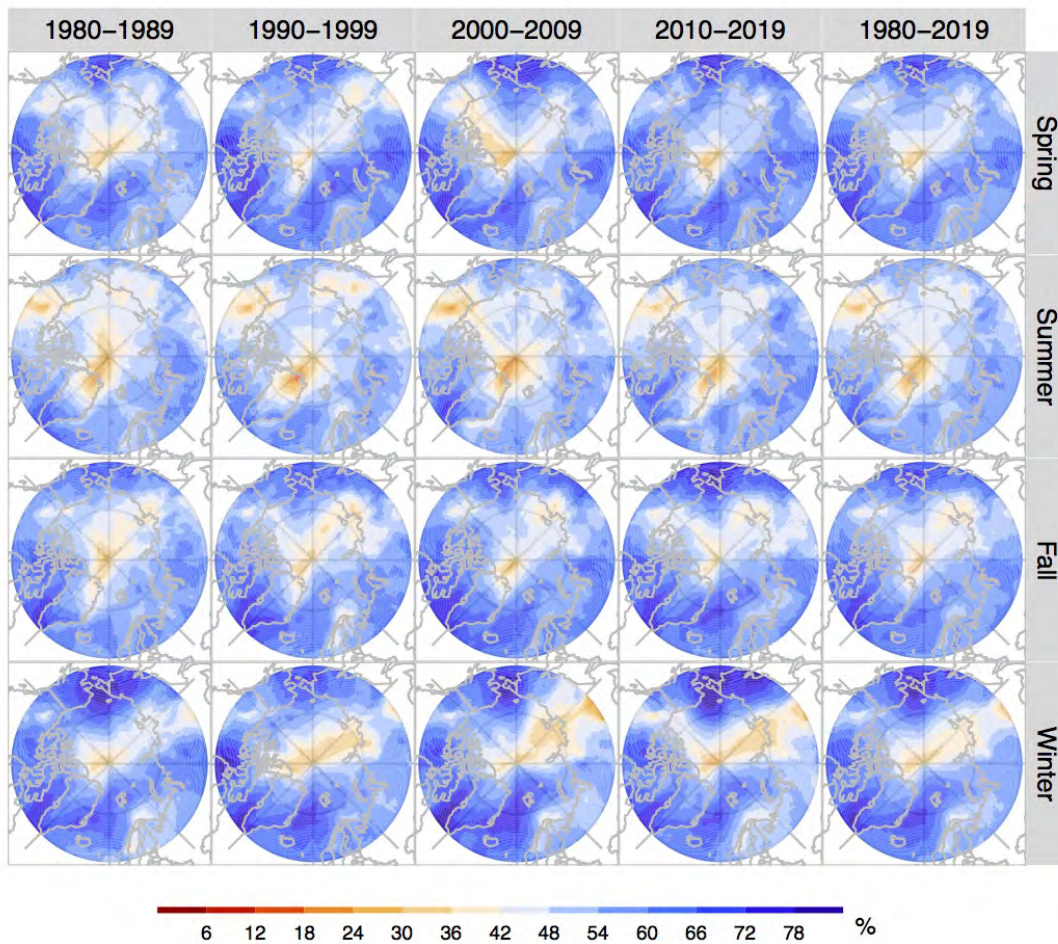 1980–1989 1990–1999 2000–2009 2010–2019 1980–2019
Spring
Summer
Fall
Winter
6 12 18 24 30 36 42 48 54 60 66 72 78 %